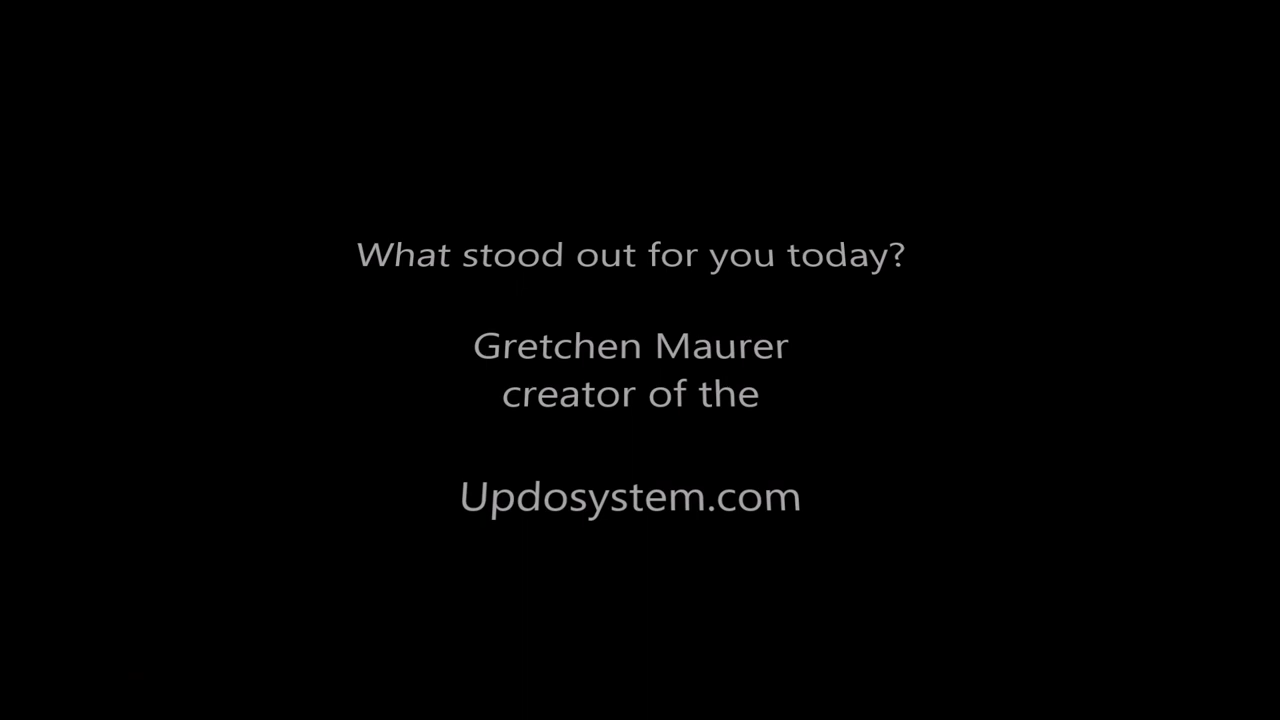 What stood out for you today?
Gretchen Maurer
creator of the
Updosystem.com